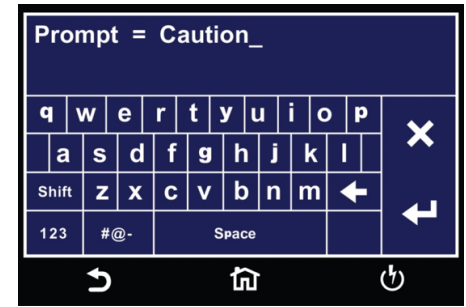 Prompt = Caution_
q w e r t y u i o p
a s d f g h j k l
Shift z x c v b n m
123 #@- Space